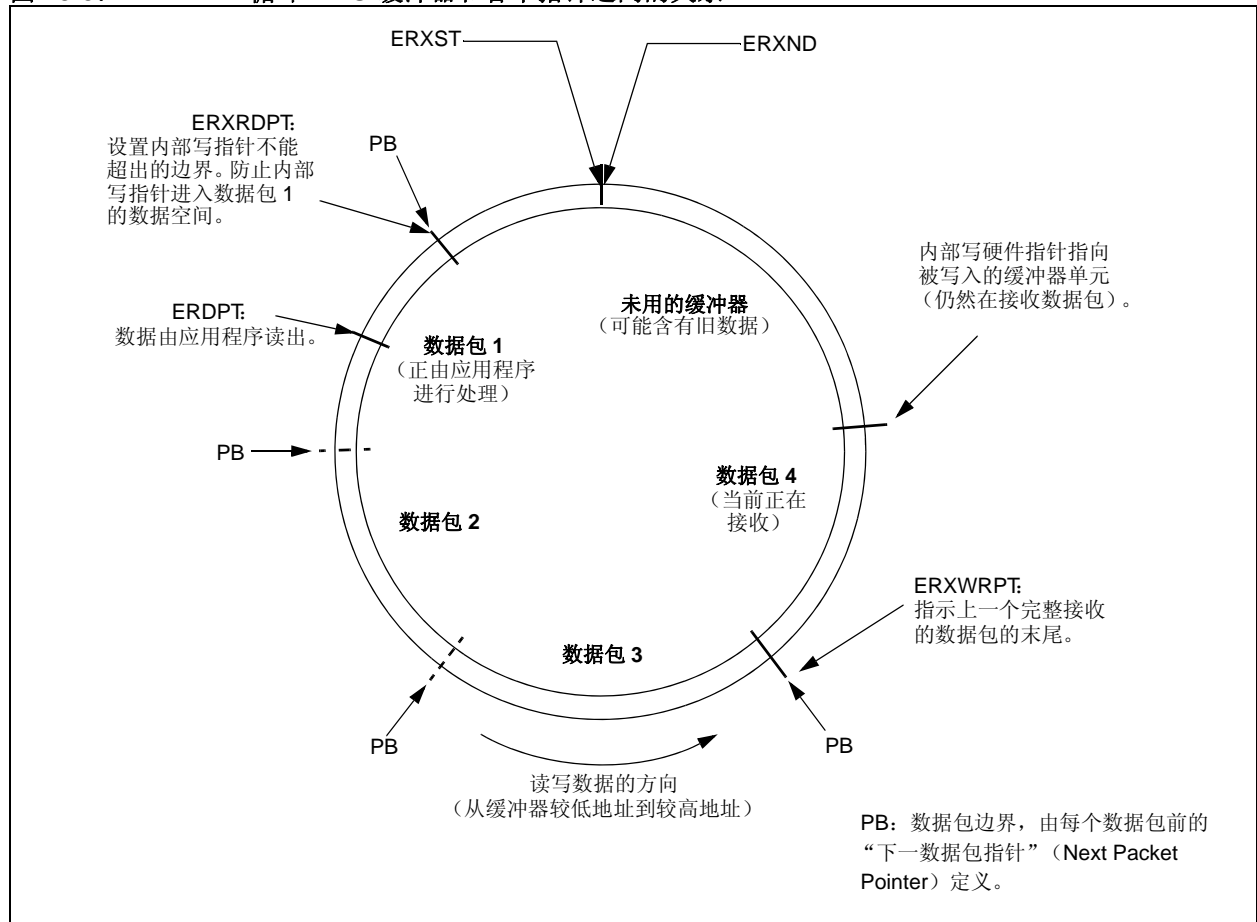 ERXST
ERXND
ERXRDPT:
设置内部写指针不能
超出的边界。防止内部
写指针进入数据包 1
的数据空间。
PB
内部写硬件指针指向
被写入的缓冲器单元
(仍然在接收数据包)。
未用的缓冲器
(可能含有旧数据)
ERDPT:
数据由应用程序读出。
数据包 1
(正由应用程序
进行处理)
PB
数据包 4
(当前正在
接收)
数据包 2
ERXWRPT:
指示上一个完整接收
的数据包的末尾。
数据包 3
PB
PB
读写数据的方向
(从缓冲器较低地址到较高地址)
PB:数据包边界,由每个数据包前的
“下一数据包指针”(Next Packet
Pointer)定义。